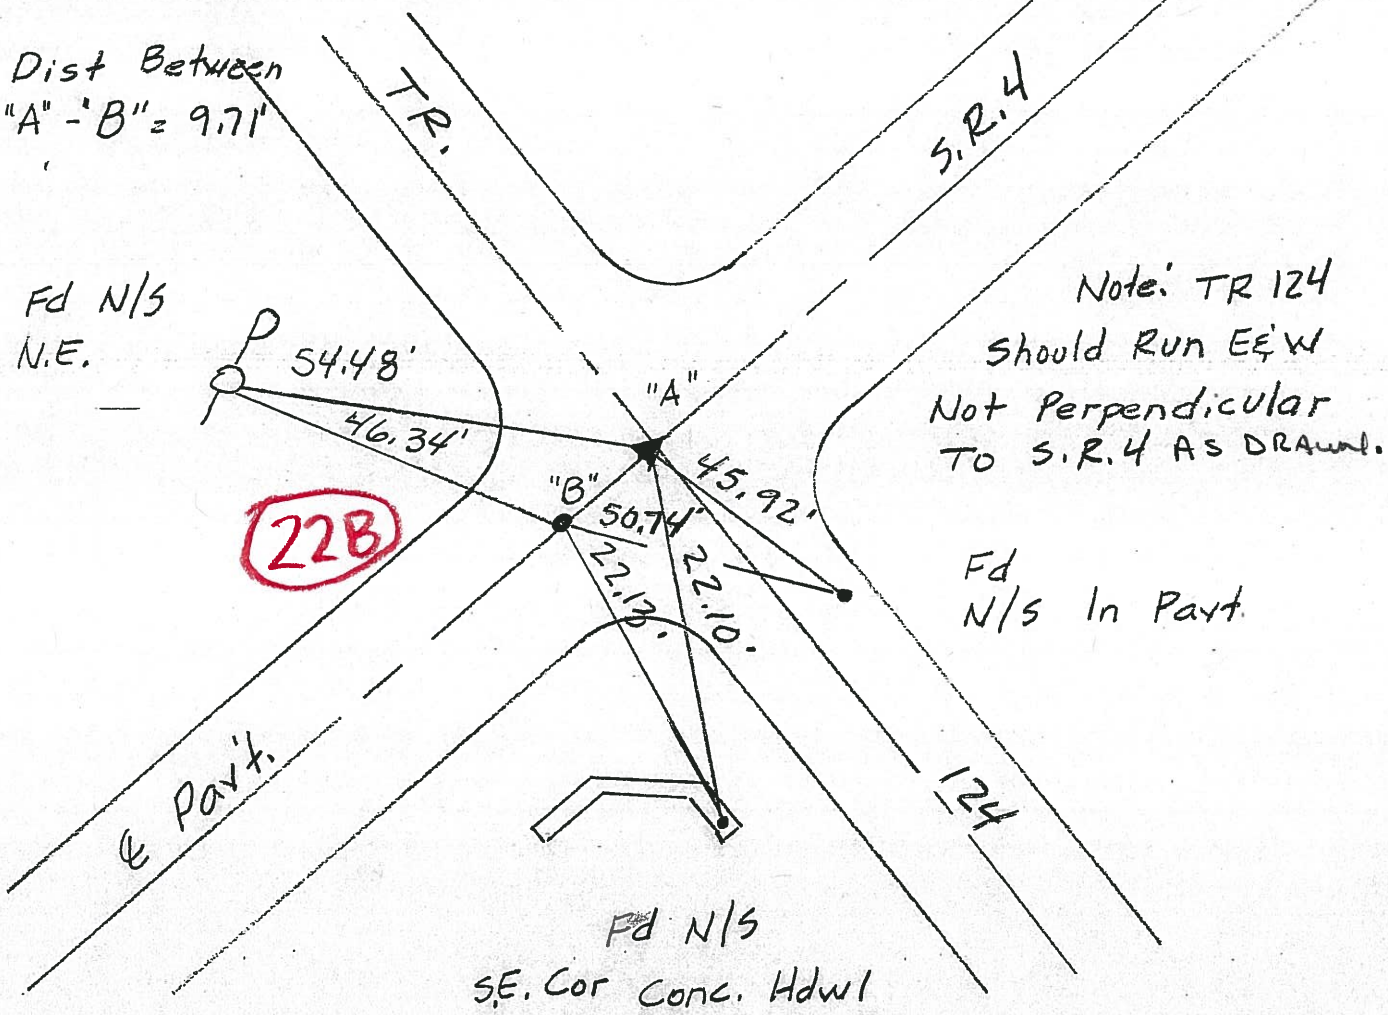 Dist Between
"A" - "B" = 9.71'
TR.
S.R. 4
Fd N/S
N.E.
54.48'
46.34'
"A"
Note: TR 124
Should Run E & W
Not Perpendicular
To S.R. 4 AS DRAWN.
45.92'
"B"
50.74'
22B
22.13'
22.10'
Fd
N/S In Pavt.
℄ Pav't.
124
Fd N/S
S.E. Cor Conc. Hdwl